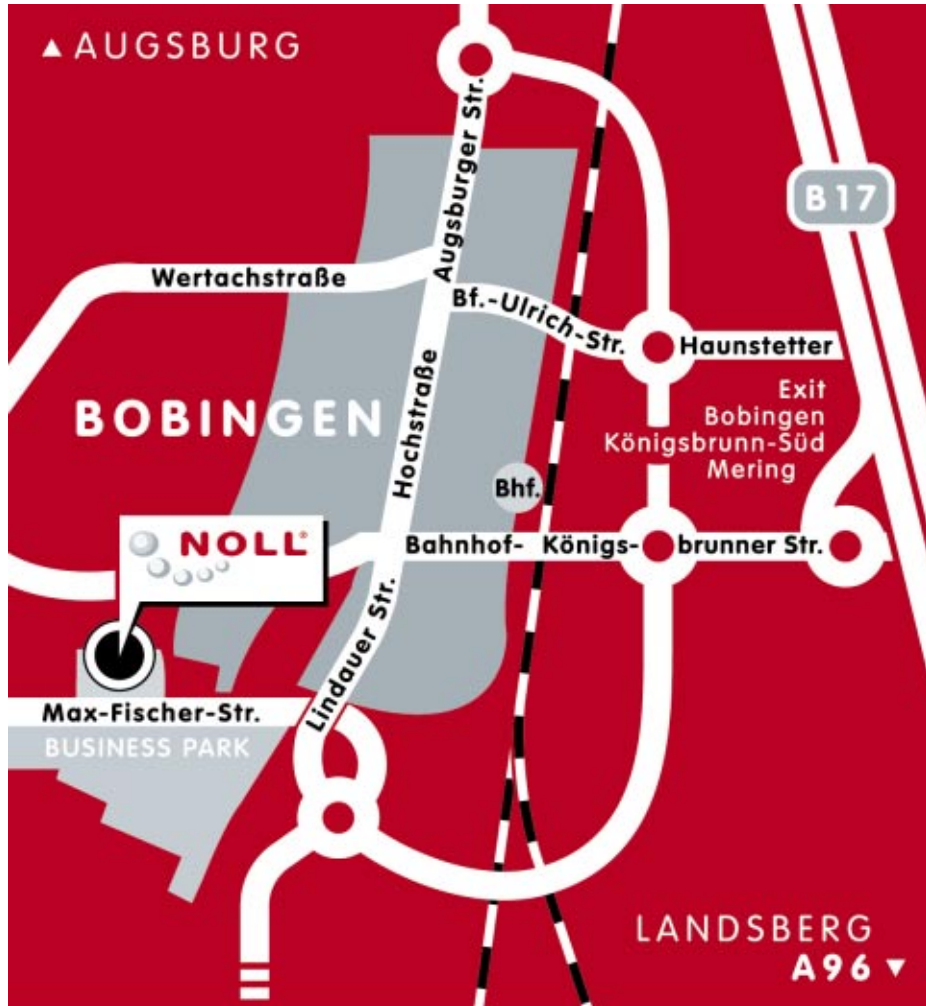 ▲ AUGSBURG
Augsburger Str.
B 17
Wertachstraße
Bf.-Ulrich-Str.
Haunstetter
Exit
Bobingen
Königsbrunn-Süd
Mering
BOBINGEN
Hochstraße
Bhf.
NOLL®
Bahnhof- Königs- brunner Str.
Lindauer Str.
Max-Fischer-Str.
BUSINESS PARK
LANDSBERG
A96 ▼